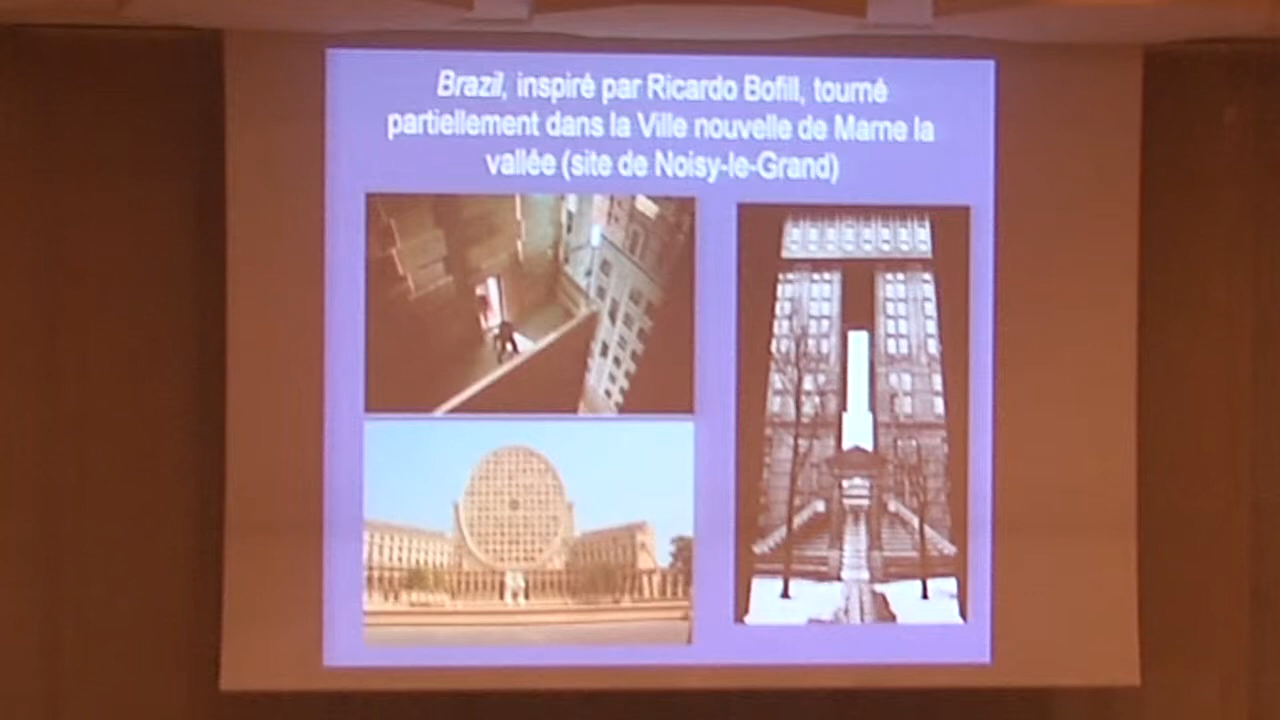 Brazil, inspiré par Ricardo Bofill, tourné
partiellement dans la Ville nouvelle de Marne la
vallée (site de Noisy-le-Grand)